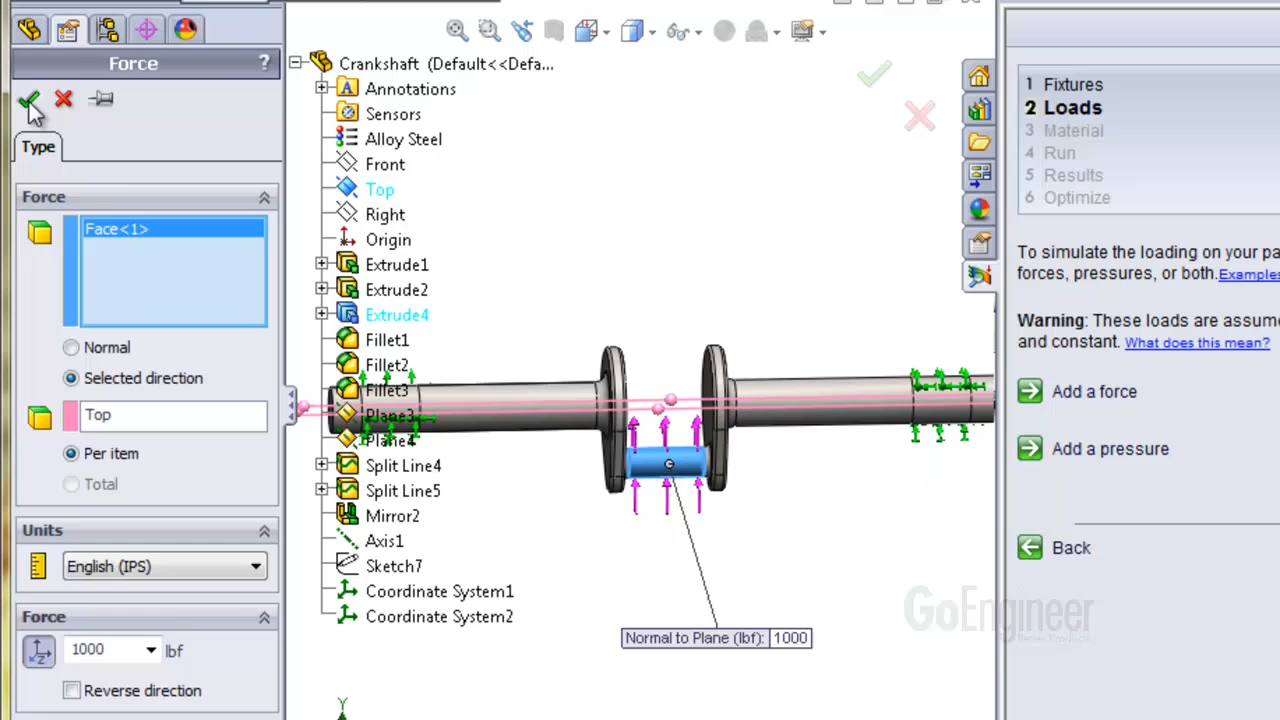 Force
?
Type
Force
Face<1>
Normal
Selected direction
Top
Per item
Total
Units
English (IPS)
Force
1000
lbf
Reverse direction
Crankshaft (Default<<Defa...
Annotations
Sensors
Alloy Steel
Front
Top
Right
Origin
Extrude1
Extrude2
Extrude4
Fillet1
Fillet2
Fillet3
Plane3
Plane4
Split Line4
Split Line5
Mirror2
Axis1
Sketch7
Coordinate System1
Coordinate System2
Y
Normal to Plane (lbf): 1000
GoEngineer
1 Fixtures
2 Loads
3 Material
4 Run
5 Results
6 Optimize
To simulate the loading on your pa
forces, pressures, or both. Examples
Warning: These loads are assume
and constant. What does this mean?
Add a force
Add a pressure
Back